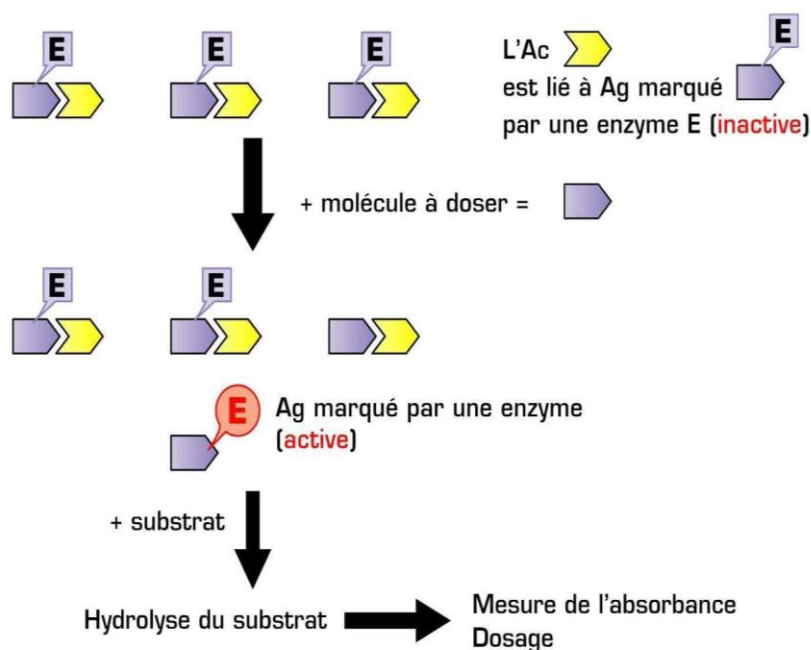 E E E E
L'Ac
est lié à Ag marqué
par une enzyme E (inactive)
+ molécule à doser =
E E
E
Ag marqué par une enzyme
(active)
+ substrat
Hydrolyse du substrat
Mesure de l'absorbance
Dosage